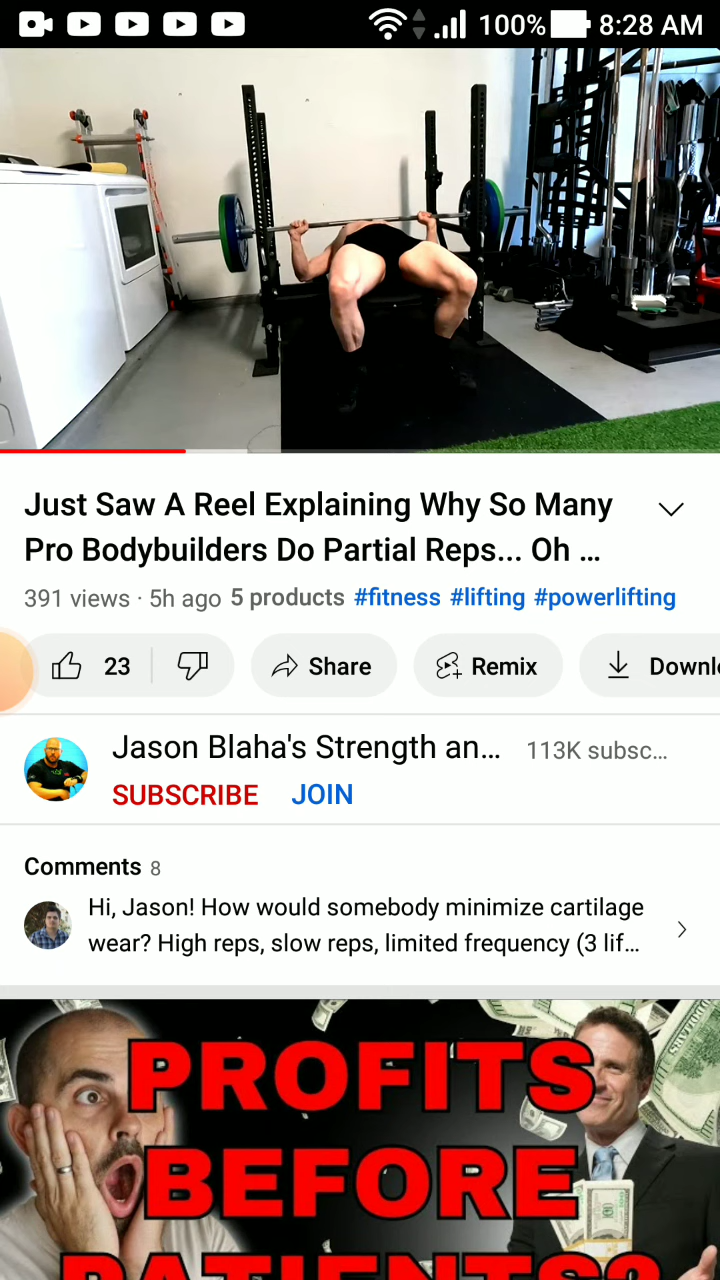 100% 8:28 AM
Just Saw A Reel Explaining Why So Many
Pro Bodybuilders Do Partial Reps... Oh ...
391 views · 5h ago 5 products #fitness #lifting #powerlifting
23 Share Remix Downlo
Jason Blaha's Strength an... 113K subsc...
SUBSCRIBE JOIN
Comments 8
Hi, Jason! How would somebody minimize cartilage
wear? High reps, slow reps, limited frequency (3 lif...
PROFITS
BEFORE
PATIENTS?